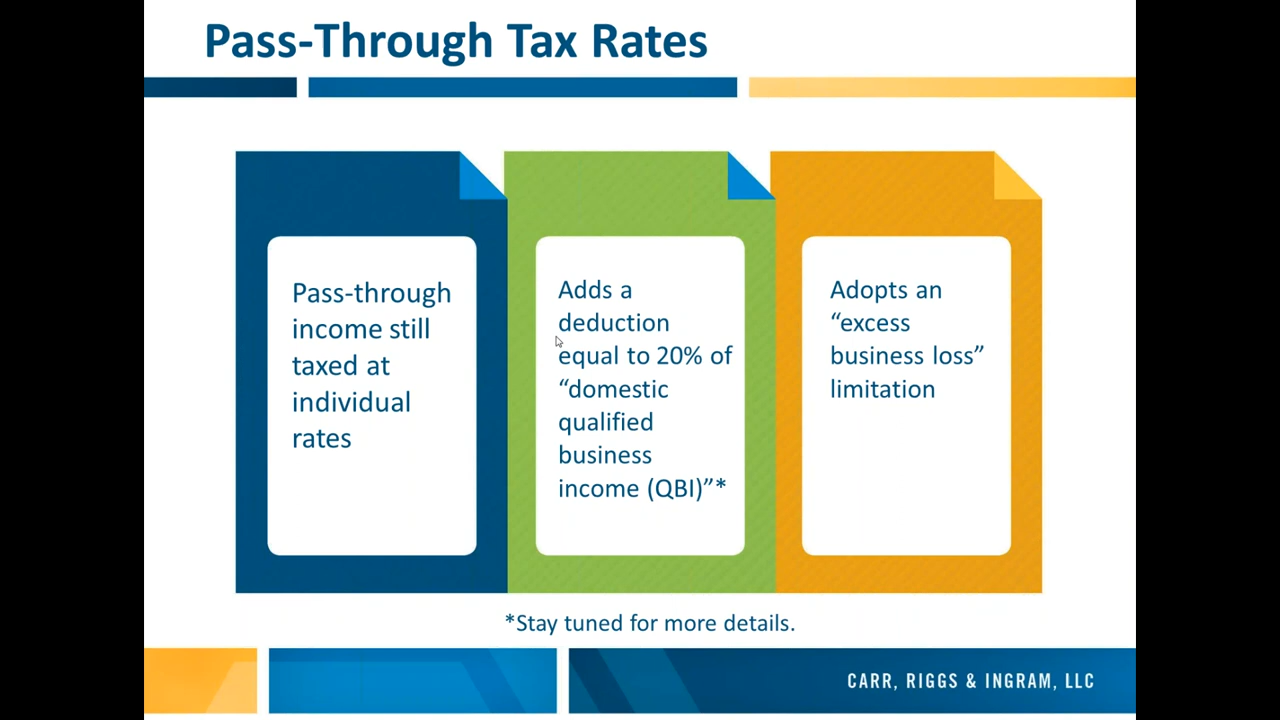 Pass-Through Tax Rates
Pass-through
income still
taxed at
individual
rates
Adds a
deduction
equal to 20% of
“domestic
qualified
business
income (QBI)”*
Adopts an
“excess
business loss”
limitation
*Stay tuned for more details.
CARR, RIGGS & INGRAM, LLC